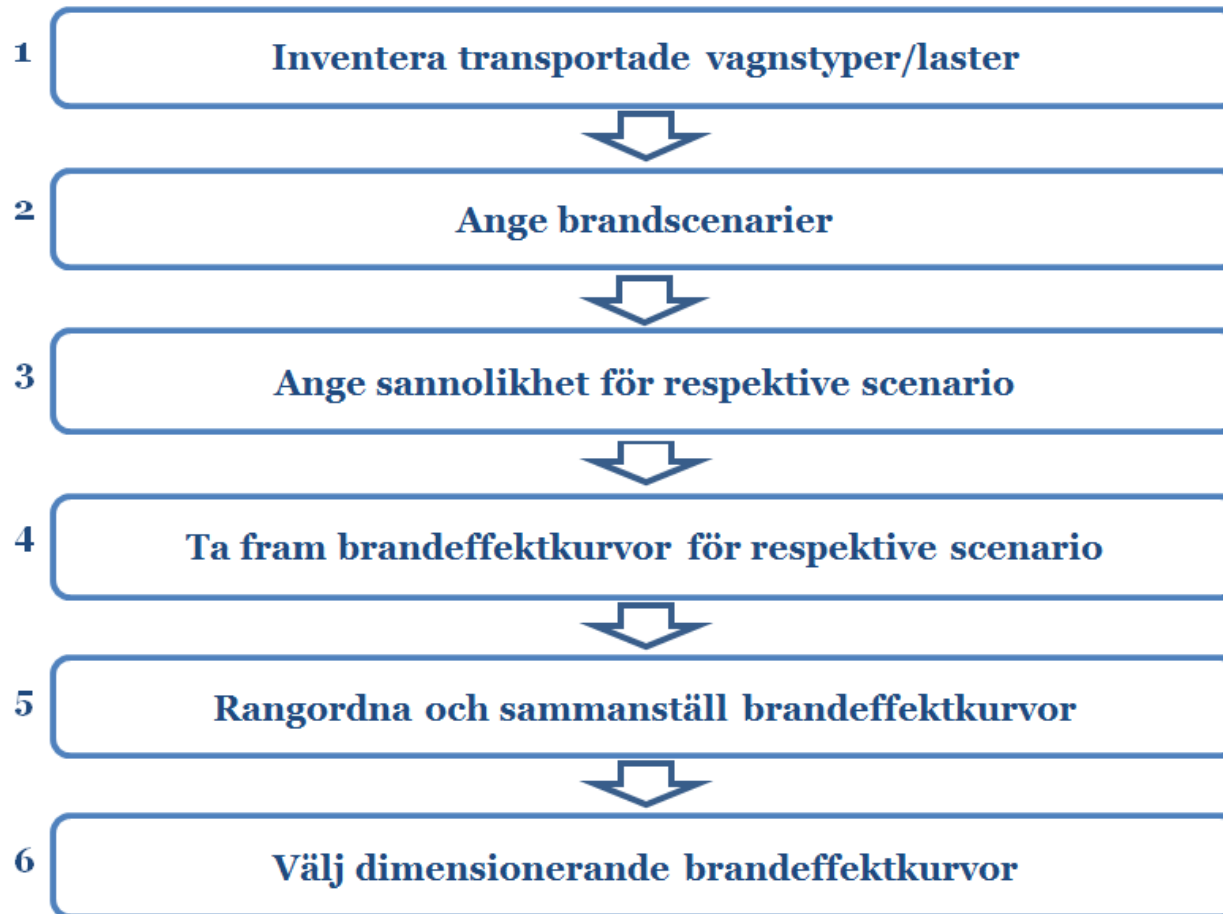 1 Inventera transportade vagnstyper/laster
2 Ange brandscenarier
3 Ange sannolikhet för respektive scenario
4 Ta fram brandeffektkurvor för respektive scenario
5 Rangordna och sammanställ brandeffektkurvor
6 Välj dimensionerande brandeffektkurvor